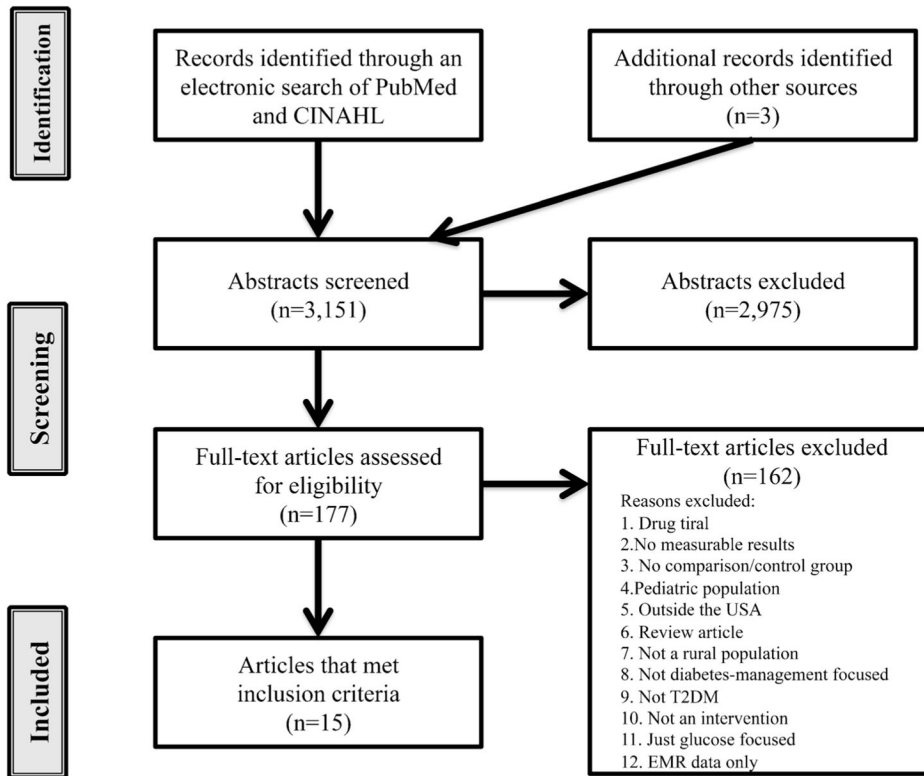 Identification
Records identified through an
electronic search of PubMed
and CINAHL
Additional records identified
through other sources
(n=3)
Screening
Abstracts screened
(n=3,151)
Abstracts excluded
(n=2,975)
Full-text articles assessed
for eligibility
(n=177)
Full-text articles excluded
(n=162)
Reasons excluded:
1. Drug tiral
2.No measurable results
3. No comparison/control group
4.Pediatric population
5. Outside the USA
6. Review article
7. Not a rural population
8. Not diabetes-management focused
9. Not T2DM
10. Not an intervention
11. Just glucose focused
12. EMR data only
Included
Articles that met
inclusion criteria
(n=15)